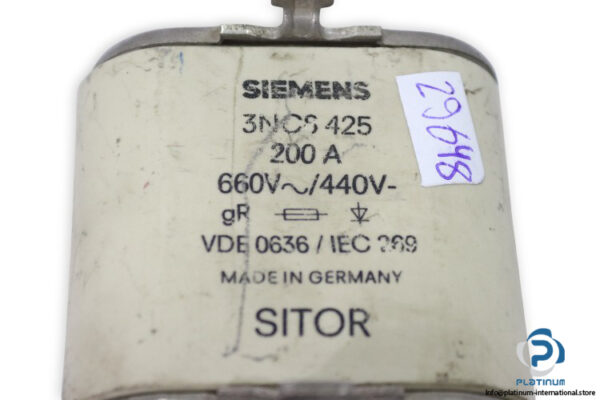 SIEMENS
3NC8 425
200 A
660V~/440V-
gR
VDE 0636 / IEC 269
MADE IN GERMANY
SITOR
29648
PLATINUM
info@platinum-international.store